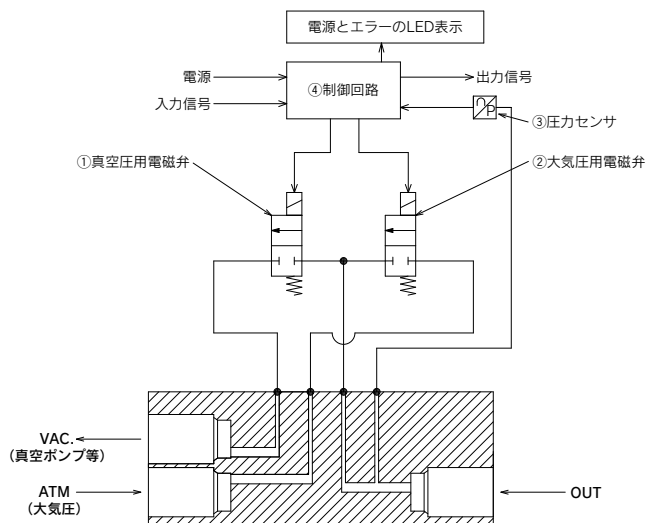 電源とエラーのLED表示
電源
入力信号
④制御回路
出力信号
P
③圧力センサ
①真空圧用電磁弁
②大気圧用電磁弁
VAC.
(真空ポンプ等)
ATM
(大気圧)
OUT